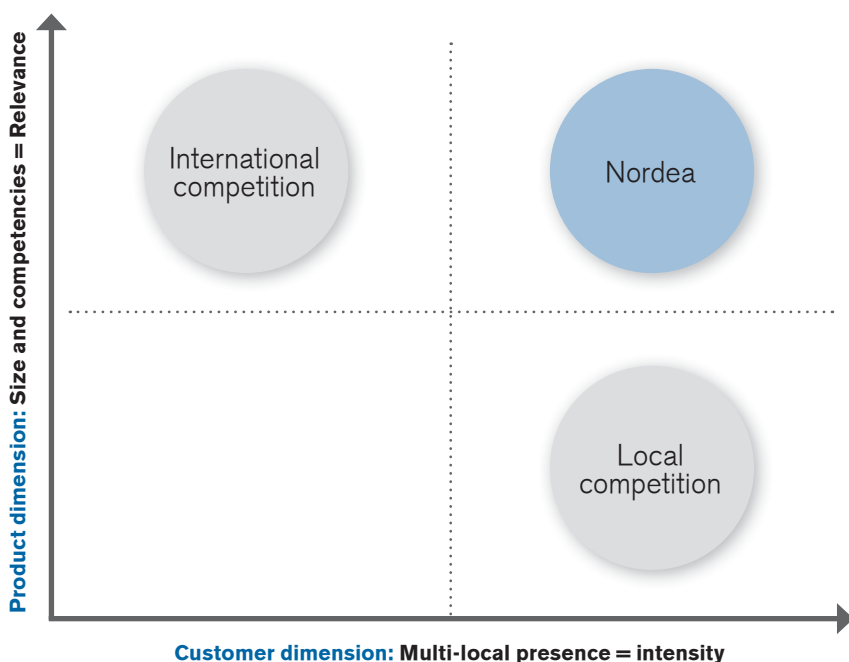 Product dimension: Size and competencies = Relevance
International
competition
Nordea
Local
competition
Customer dimension: Multi-local presence = intensity